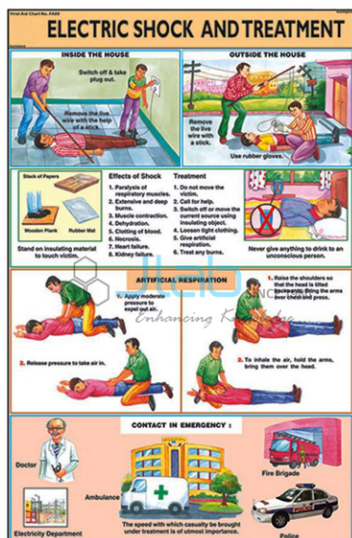 First Aid Chart No. FA28
ELECTRIC SHOCK AND TREATMENT
INSIDE THE HOUSE
Switch off & take
plug out.
Remove the live
wire with the help
of a stick.
OUTSIDE THE HOUSE
Remove
the live
wire with
a stick.
Use rubber gloves.
Stack of Papers
Wooden Plank
Rubber Mat
Stand on insulating material
to touch victim.
Effects of Shock
1. Paralysis of
respiratory muscles.
2. Extensive and deep
burns.
3. Muscle contraction.
4. Dehydration.
5. Clotting of blood.
6. Necrosis.
7. Heart failure.
8. Kidney failure.
Treatment
1. Do not move the
victim.
2. Call for help.
3. Switch off or move the
current source using
insulating object.
4. Loosen tight clothing.
5. Give artificial
respiration.
6. Treat any burns.
Never give anything to drink to an
unconscious person.
ARTIFICIAL RESPIRATION
1. Apply moderate
pressure to
expel out air.
2. Release pressure to take air in.
1. Raise the shoulders so
that the head is tilted
backwards. Bring the arms
over chest and press.
2. To inhale the air, hold the arms,
bring them over the head.
Jlab
Enhancing
CONTACT IN EMERGENCY :
Doctor
Electricity Department
Ambulance
The speed with which casualty be brought
under treatment is of utmost importance.
Fire Brigade
Police